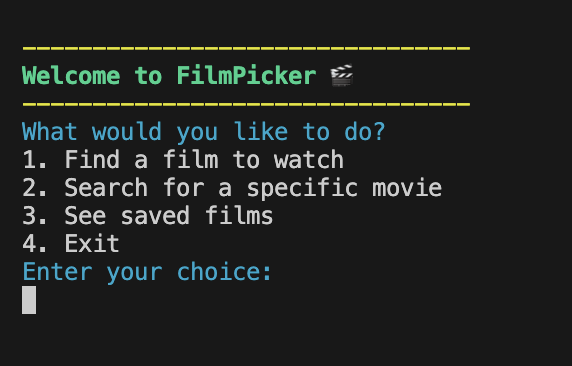 --------------------------------
Welcome to FilmPicker 🎬
--------------------------------
What would you like to do?
1. Find a film to watch
2. Search for a specific movie
3. See saved films
4. Exit
Enter your choice: